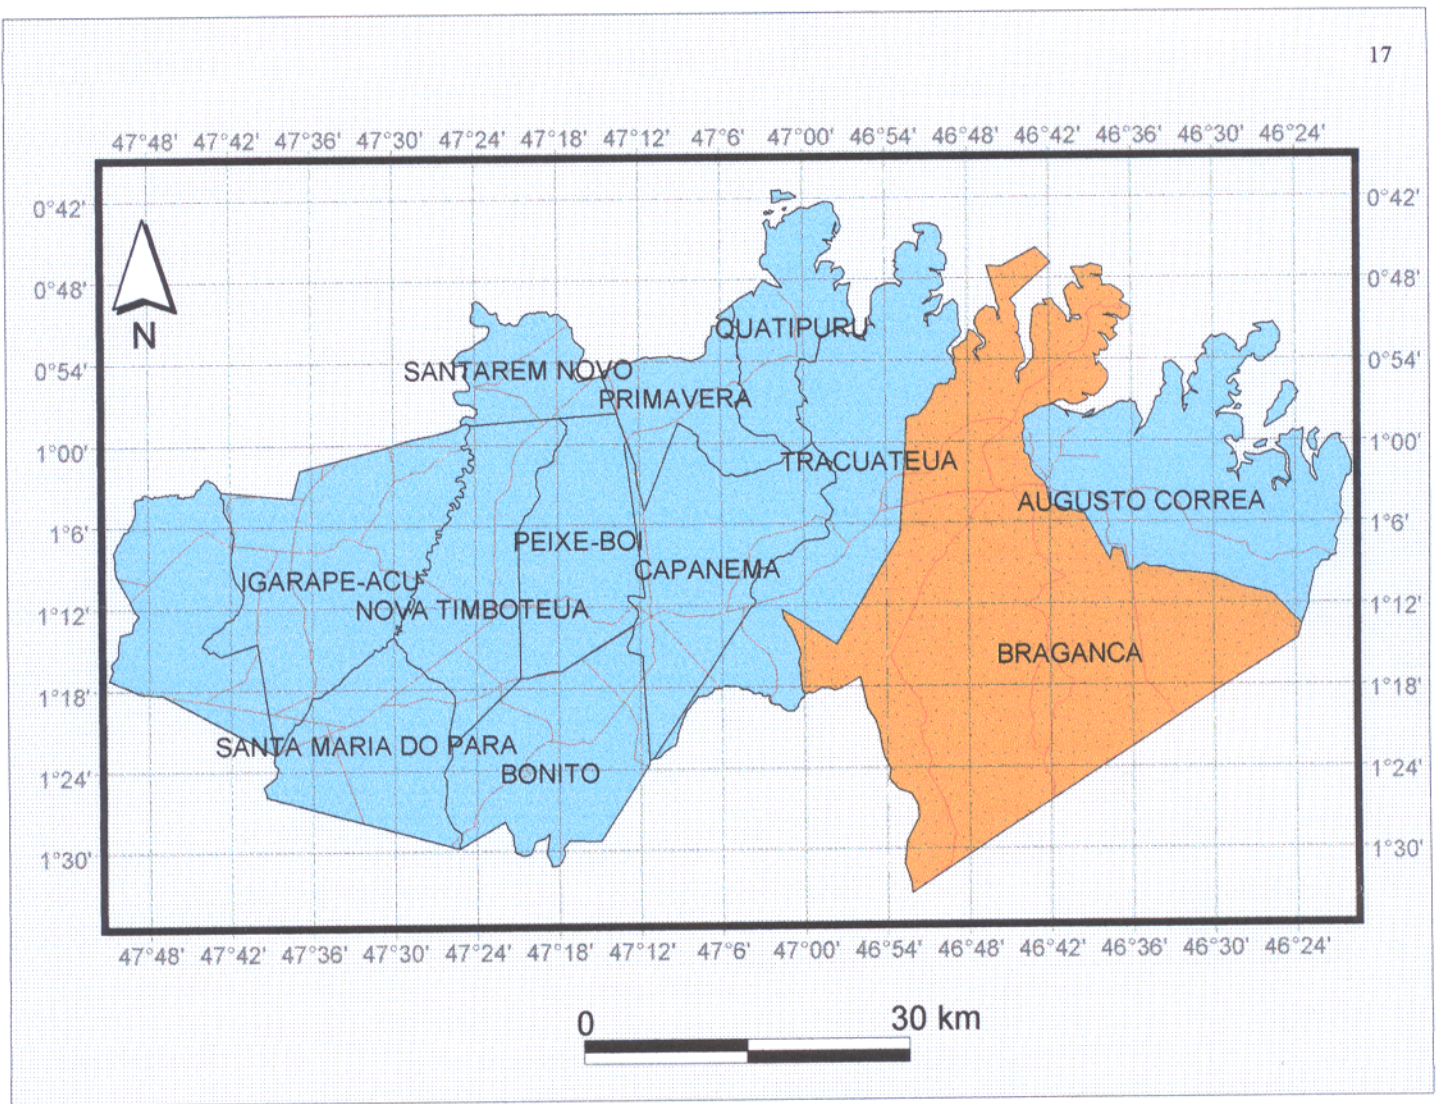 17
47°48' 47°42' 47°36' 47°30' 47°24' 47°18' 47°12' 47°6' 47°00' 46°54' 46°48' 46°42' 46°36' 46°30' 46°24'
0°42' 0°42'
0°48' 0°48'
N
QUATIPURU
0°54' 0°54'
SANTAREM NOVO
PRIMAVERA
1°00' 1°00'
TRACUATEUA
AUGUSTO CORREA
1°6' 1°6'
PEIXE-BOI
CAPANEMA
IGARAPE-ACU
NOVA TIMBOTEUA
1°12' 1°12'
BRAGANCA
1°18' 1°18'
SANTA MARIA DO PARA
BONITO
1°24' 1°24'
1°30' 1°30'
47°48' 47°42' 47°36' 47°30' 47°24' 47°18' 47°12' 47°6' 47°00' 46°54' 46°48' 46°42' 46°36' 46°30' 46°24'
0 30 km